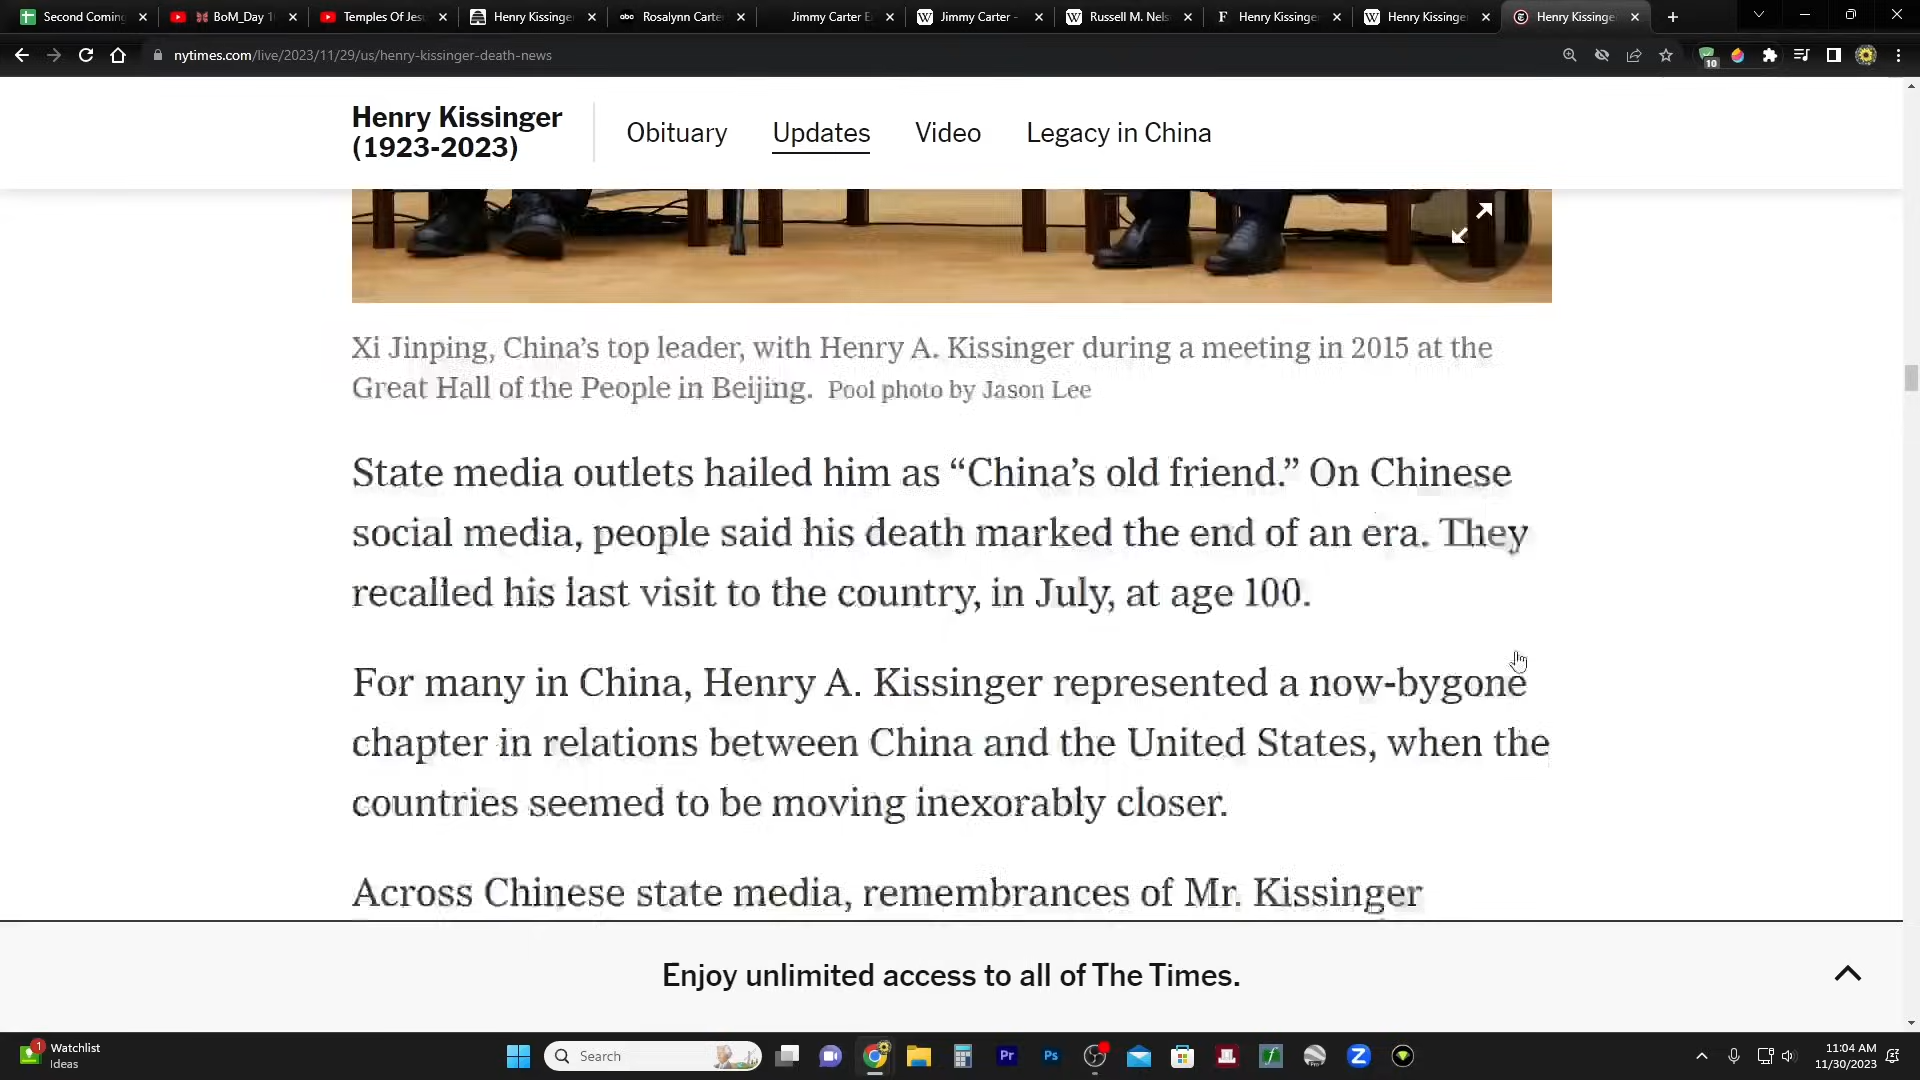 Second Coming
BoM_Day 1
Temples Of Jes
Henry Kissinge
Rosalynn Carte
Jimmy Carter E
Jimmy Carter -
Russell M. Nels
Henry Kissinge
Henry Kissinge
Henry Kissinge
nytimes.com/live/2023/11/29/us/henry-kissinger-death-news
10
Henry Kissinger
(1923-2023)
Obituary
Updates
Video
Legacy in China
Xi Jinping, China’s top leader, with Henry A. Kissinger during a meeting in 2015 at the
Great Hall of the People in Beijing. Pool photo by Jason Lee
State media outlets hailed him as “China’s old friend.” On Chinese
social media, people said his death marked the end of an era. They
recalled his last visit to the country, in July, at age 100.
For many in China, Henry A. Kissinger represented a now-bygone
chapter in relations between China and the United States, when the
countries seemed to be moving inexorably closer.
Across Chinese state media, remembrances of Mr. Kissinger
Enjoy unlimited access to all of The Times.
1
Watchlist
Ideas
Search
Pr
Ps
11:04 AM
11/30/2023